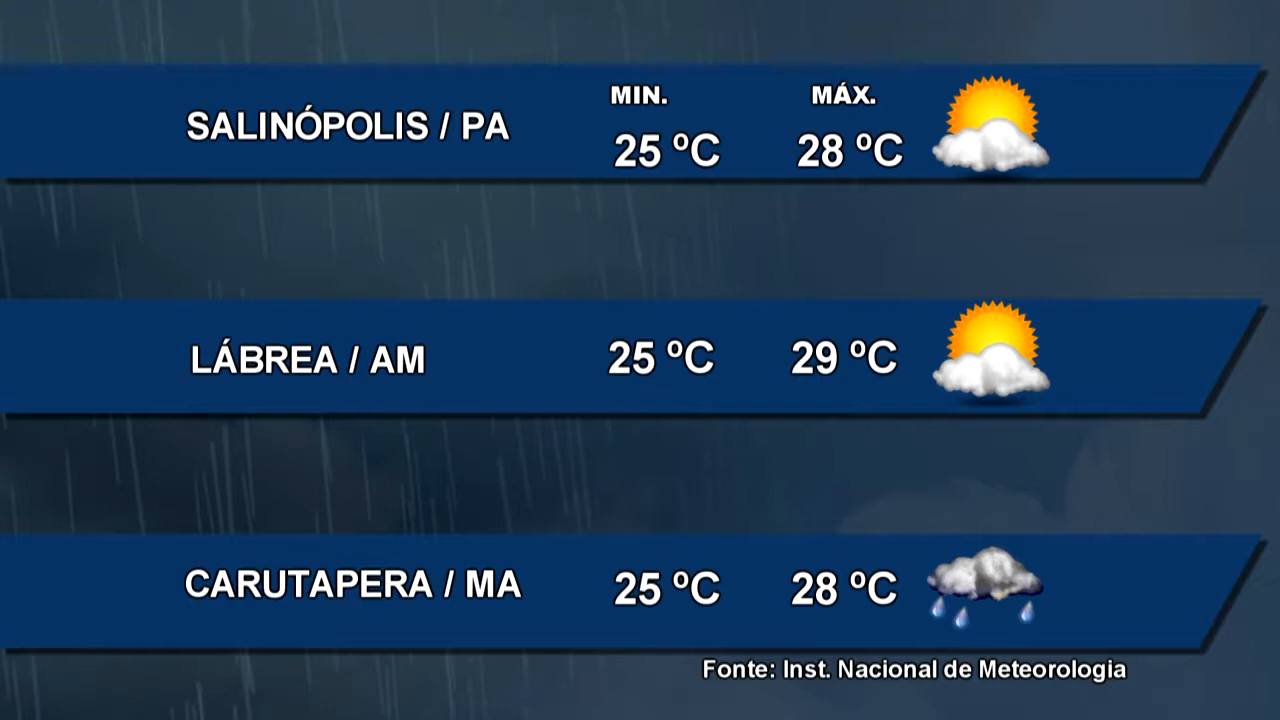 MIN. MÁX.
SALINÓPOLIS / PA 25 ºC 28 ºC
LÁBREA / AM 25 ºC 29 ºC
CARUTAPERA / MA 25 ºC 28 ºC
Fonte: Inst. Nacional de Meteorologia